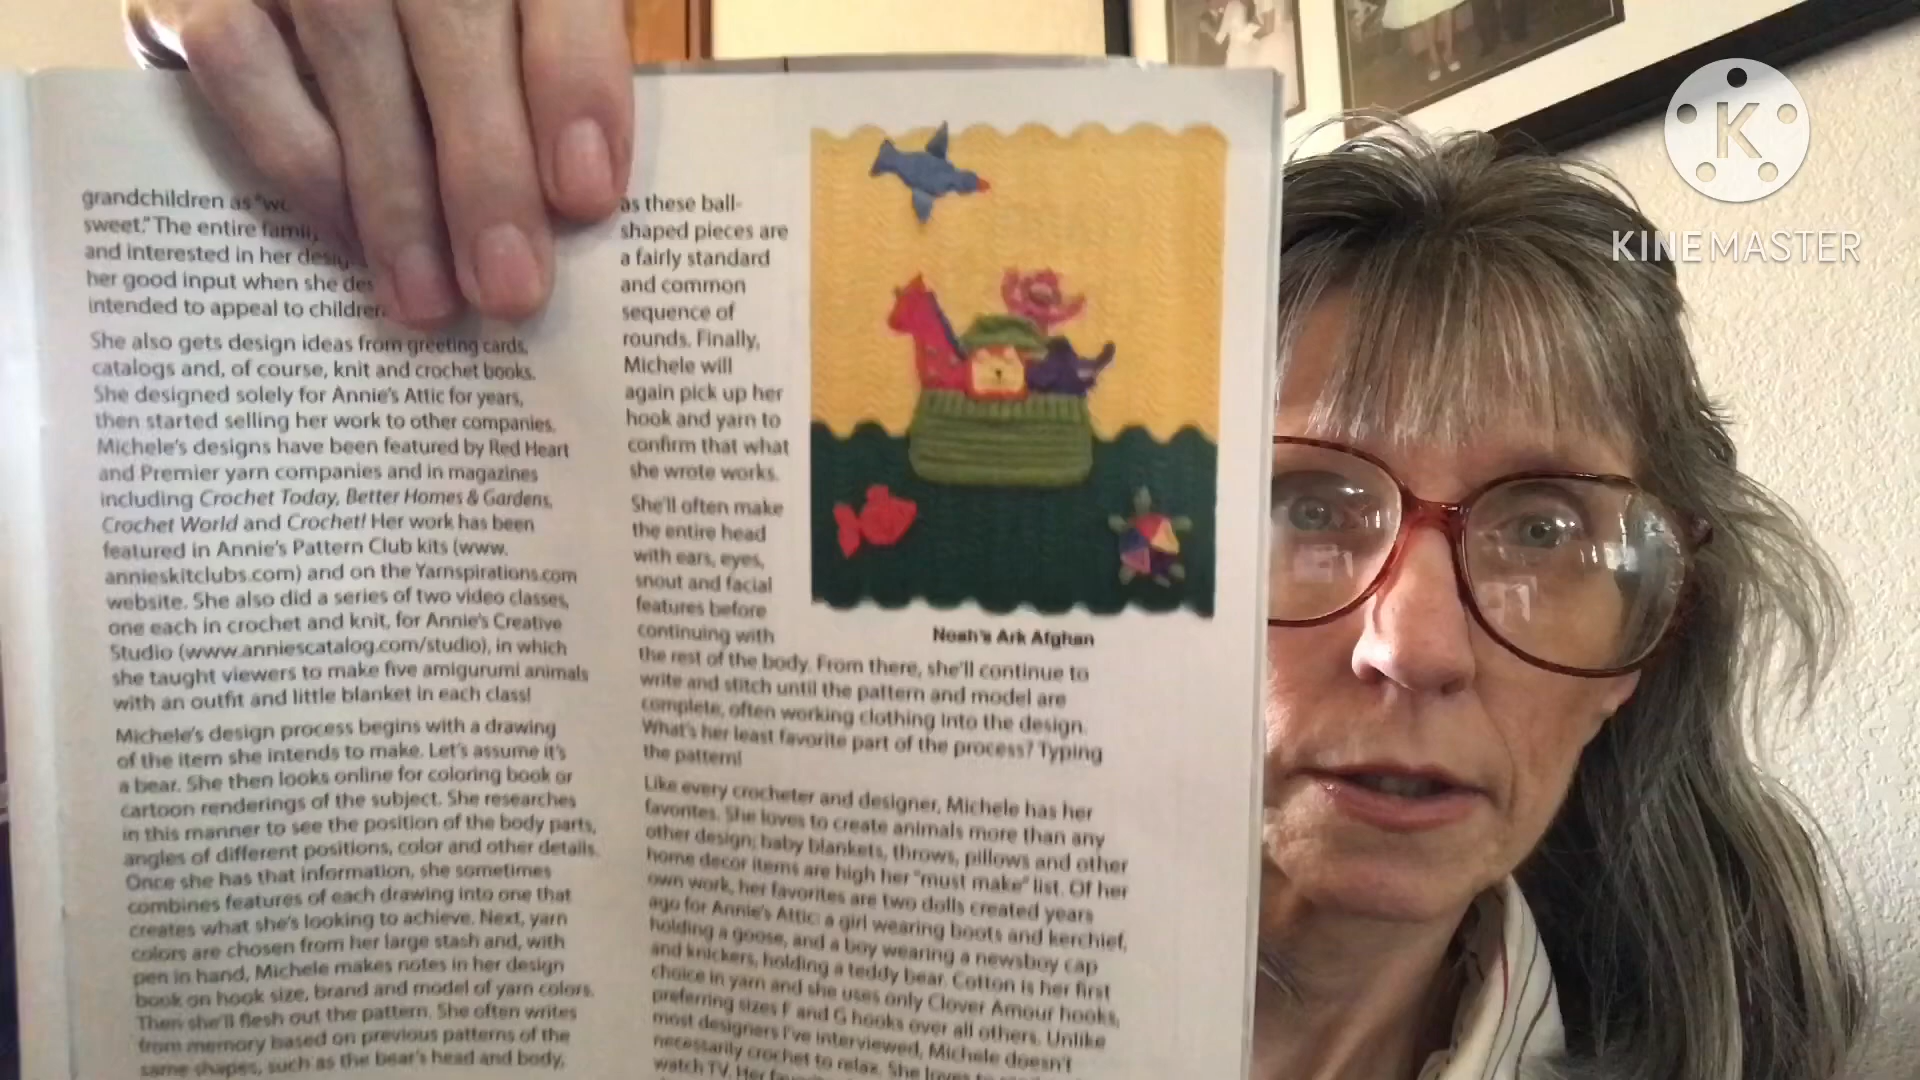 grandchildren as "wo
sweet." The entire family
and interested in her desig
her good input when she des
intended to appeal to children
She also gets design ideas from greeting cards,
catalogs and, of course, knit and crochet books.
She designed solely for Annie's Attic for years,
then started selling her work to other companies.
Michele's designs have been featured by Red Heart
and Premier yarn companies and in magazines
including Crochet Today, Better Homes & Gardens,
Crochet World and Crochet! Her work has been
featured in Annie's Pattern Club kits (www.
annieskitclubs.com) and on the Yarnspirations.com
website. She also did a series of two video classes,
one each in crochet and knit, for Annie's Creative
Studio (www.anniescatalog.com/studio), in which
she taught viewers to make five amigurumi animals
with an outfit and little blanket in each class!
Michele's design process begins with a drawing
of the item she intends to make. Let's assume it's
a bear. She then looks online for coloring book or
cartoon renderings of the subject. She researches
in this manner to see the position of the body parts,
angles of different positions, color and other details.
Once she has that information, she sometimes
combines features of each drawing into one that
creates what she's looking to achieve. Next, yarn
colors are chosen from her large stash and, with
pen in hand, Michele makes notes in her design
book on hook size, brand and model of yarn colors.
Then she'll flesh out the pattern. She often writes
from memory based on previous patterns of the
same shapes, such as the bear's head and body,
as these ball-
shaped pieces are
a fairly standard
and common
sequence of
rounds. Finally,
Michele will
again pick up her
hook and yarn to
confirm that what
she wrote works.
She'll often make
the entire head
with ears, eyes,
snout and facial
features before
continuing with
the rest of the body. From there, she'll continue to
write and stitch until the pattern and model are
complete, often working clothing into the design.
What's her least favorite part of the process? Typing
the pattern!
Like every crocheter and designer, Michele has her
favorites. She loves to create animals more than any
other design; baby blankets, throws, pillows and other
home decor items are high her "must make" list. Of her
own work, her favorites are two dolls created years
ago for Annie's Attic: a girl wearing boots and kerchief,
holding a goose, and a boy wearing a newsboy cap
and knickers, holding a teddy bear. Cotton is her first
choice in yarn and she uses only Clover Amour hooks,
preferring sizes F and G hooks over all others. Unlike
most designers I've interviewed, Michele doesn't
necessarily crochet to relax. She loves to
watch TV. Her
Noah's Ark Afghan
KINEMASTER